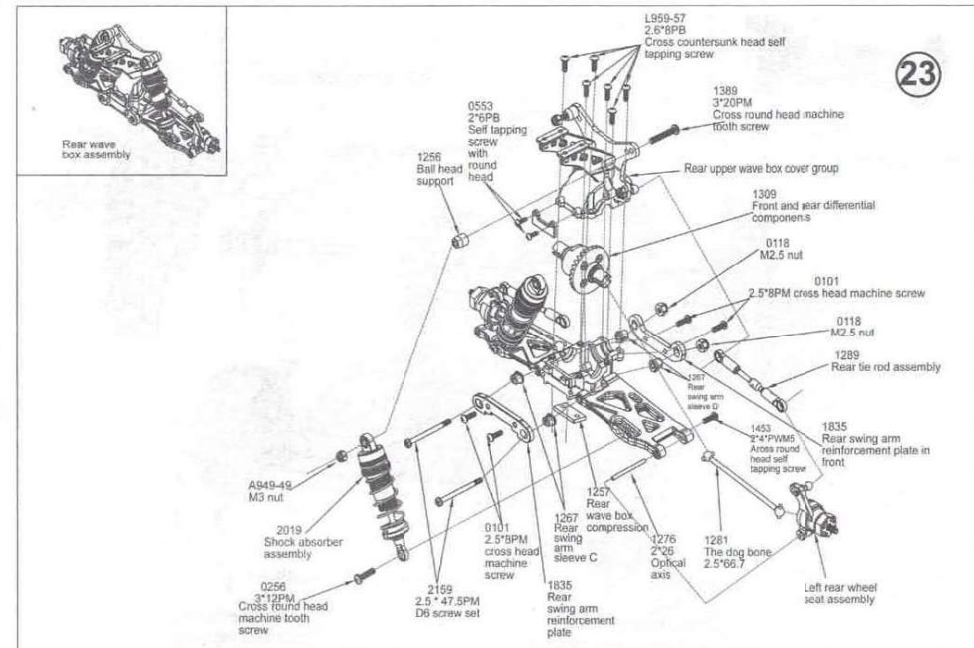 L959-57
2.6*8PB
Cross countersunk head self
tapping screw
23
1389
3*20PM
Cross round head machine
tooth screw
0553
2*6PB
Self tapping
screw
with
round
head
Rear wave
box assembly
1256
Ball head
support
Rear upper wave box cover group
1309
Front and rear differential
components
0118
M2.5 nut
0101
2.5*8PM cross head machine screw
0118
M2.5 nut
1289
Rear tie rod assembly
1267
Rear
swing arm
sleeve D
1453
2*4*PWM5
Aross round
head self
tapping screw
1835
Rear swing arm
reinforcement plate in
front
A949-49
M3 nut
2019
Shock absorber
assembly
0256
3*12PM
Cross round head
machine tooth
screw
2159
2.5 * 47.5PM
D6 screw set
0101
2.5*8PM
cross head
machine
screw
1267
Rear
swing
arm
sleeve C
1835
Rear
swing arm
reinforcement
plate
1257
Rear
wave box
compression
1276
2*26
Optical
axis
1281
The dog bone
2.5*66.7
Left rear wheel
seat assembly